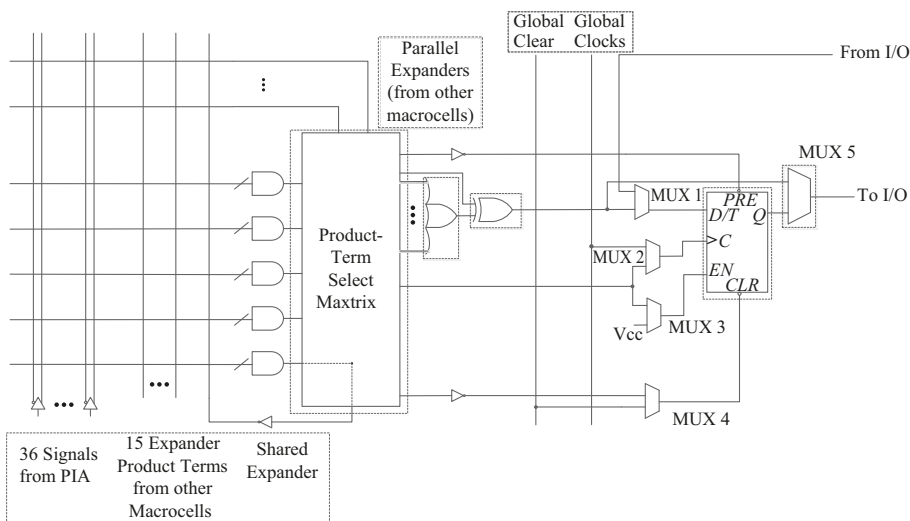 Global
Clear
Global
Clocks
Parallel
Expanders
(from other
macrocells)
From I/O
MUX 5
MUX 1
PRE
D/T
Q
To I/O
C
MUX 2
EN
CLR
Product-
Term
Select
Maxtrix
Vcc
MUX 3
MUX 4
36 Signals
from PIA
15 Expander
Product Terms
from other
Macrocells
Shared
Expander